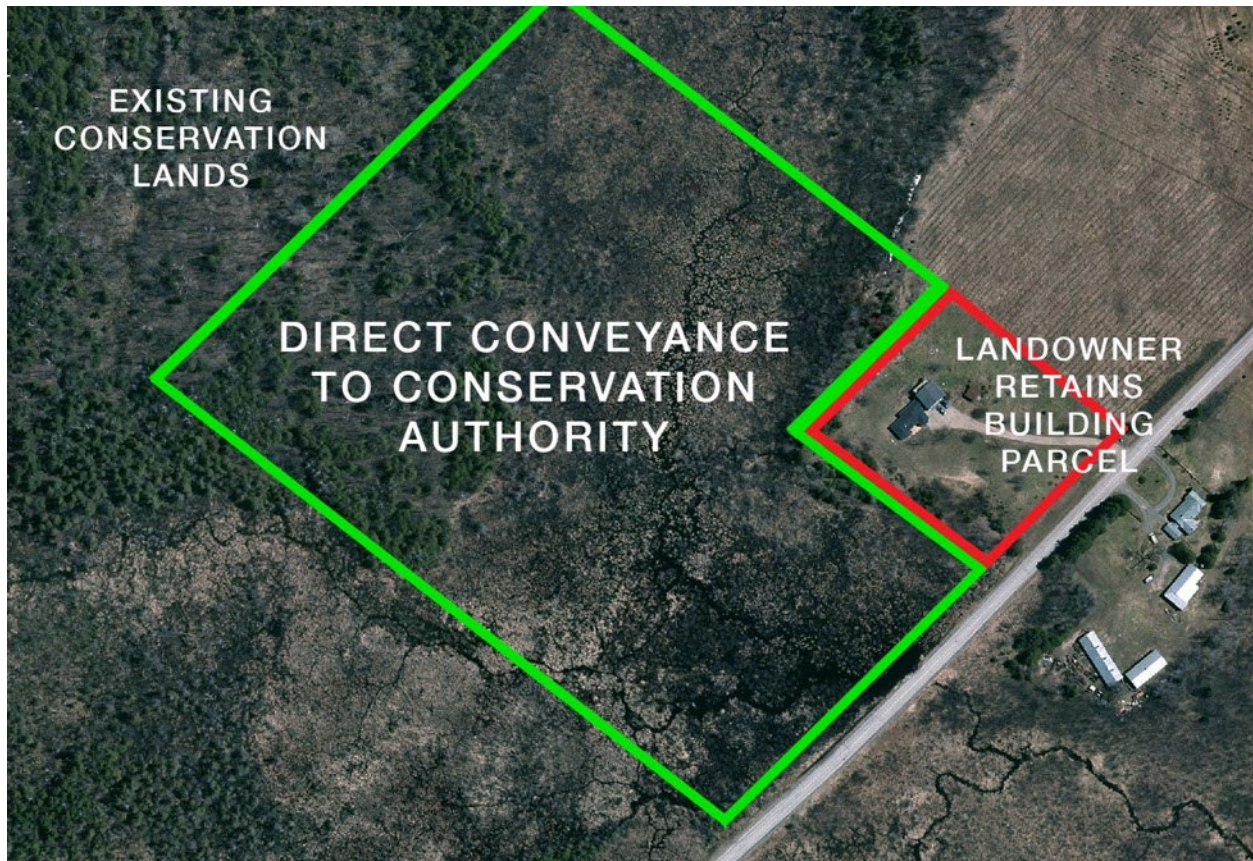 EXISTING
CONSERVATION
LANDS
DIRECT CONVEYANCE
TO CONSERVATION
AUTHORITY
LANDOWNER
RETAINS
BUILDING
PARCEL